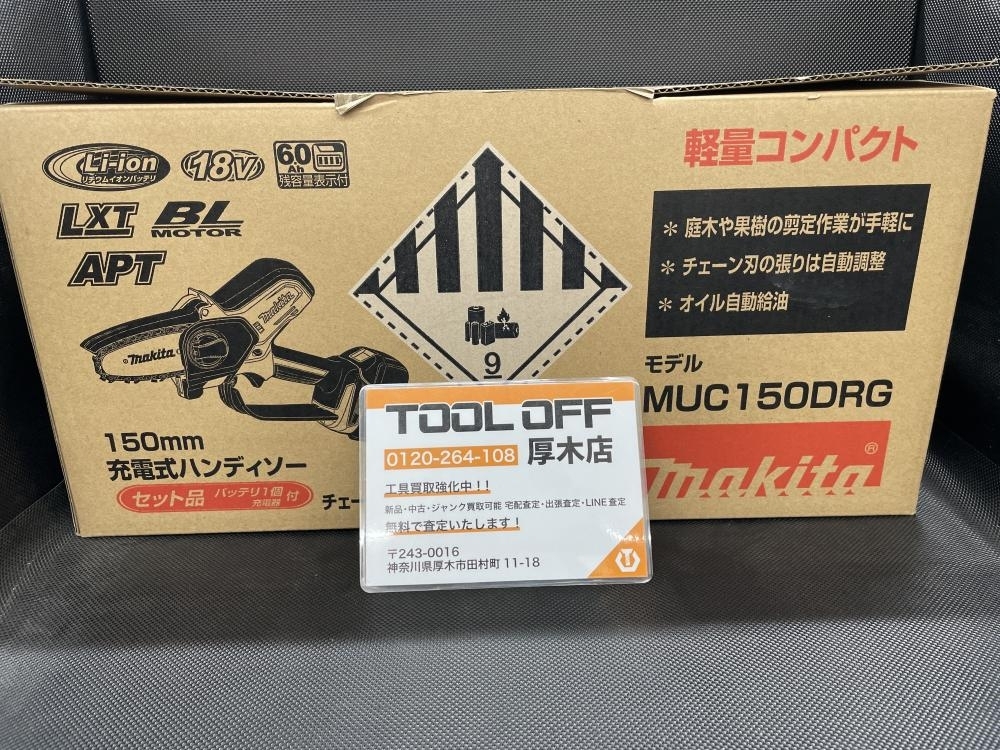 Li-ion
リチウムイオンバッテリ
18V
6.0
Ah
残容量表示付
LXT
BL
MOTOR
APT
makita
makita
150mm
充電式ハンディソー
セット品
バッテリ1個
充電器
付
チェー
9
軽量コンパクト
* 庭木や果樹の剪定作業が手軽に
* チェーン刃の張りは自動調整
* オイル自動給油
モデル
MUC150DRG
makita
®
TOOL OFF
0120-264-108
厚木店
工具買取強化中!!
新品・中古・ジャンク買取可能 宅配査定・出張査定・LINE査定
無料で査定いたします!
〒243-0016
神奈川県厚木市田村町 11-18